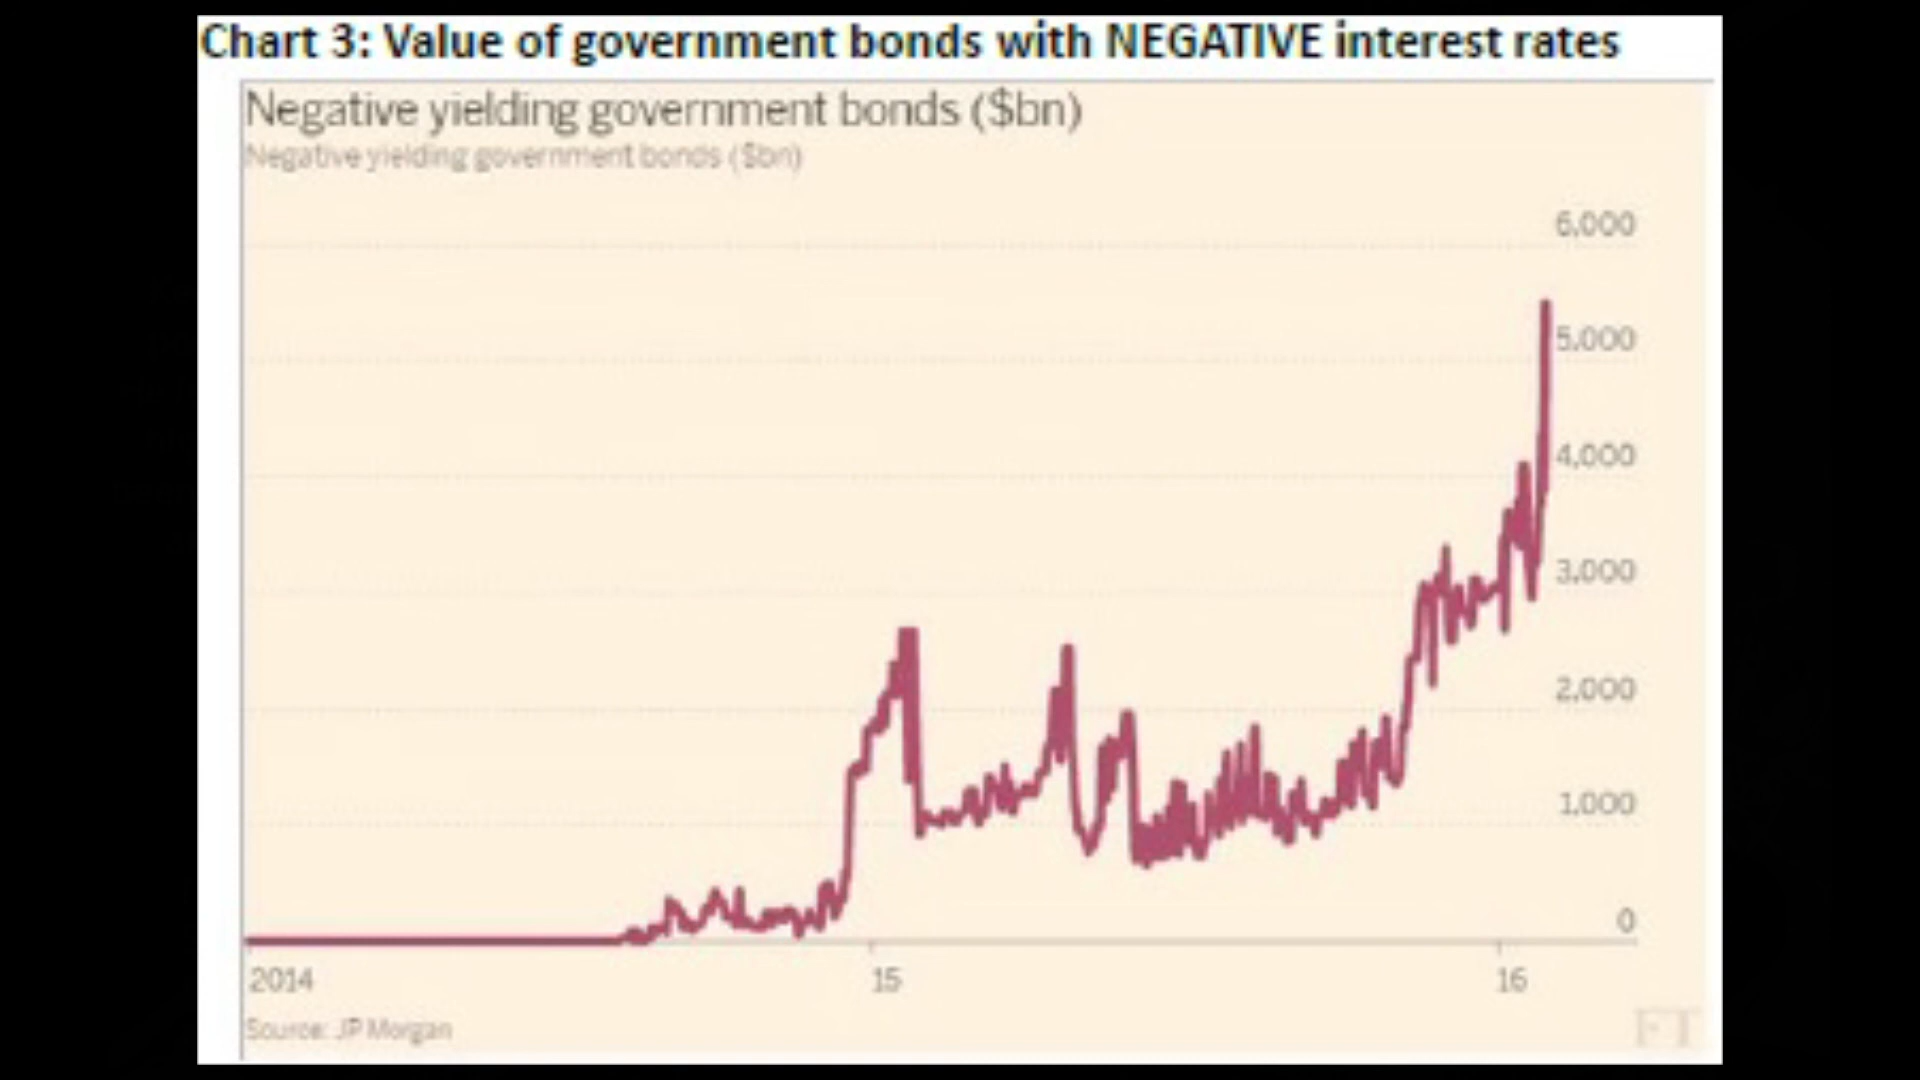 Chart 3: Value of government bonds with NEGATIVE interest rates
Negative yielding government bonds ($bn)
Negative yielding government bonds ($bn)
6,000
5,000
4,000
3,000
2,000
1,000
0
2014 15 16
Source: JP Morgan
FT